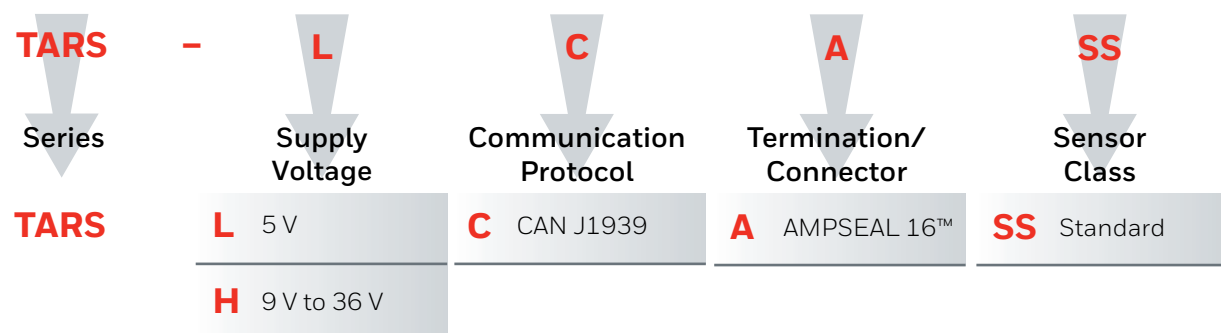 TARS – L C A SS
Series
Supply
Voltage
Communication
Protocol
Termination/
Connector
Sensor
Class
TARS
L 5 V
C CAN J1939
A AMPSEAL 16™
SS Standard
H 9 V to 36 V